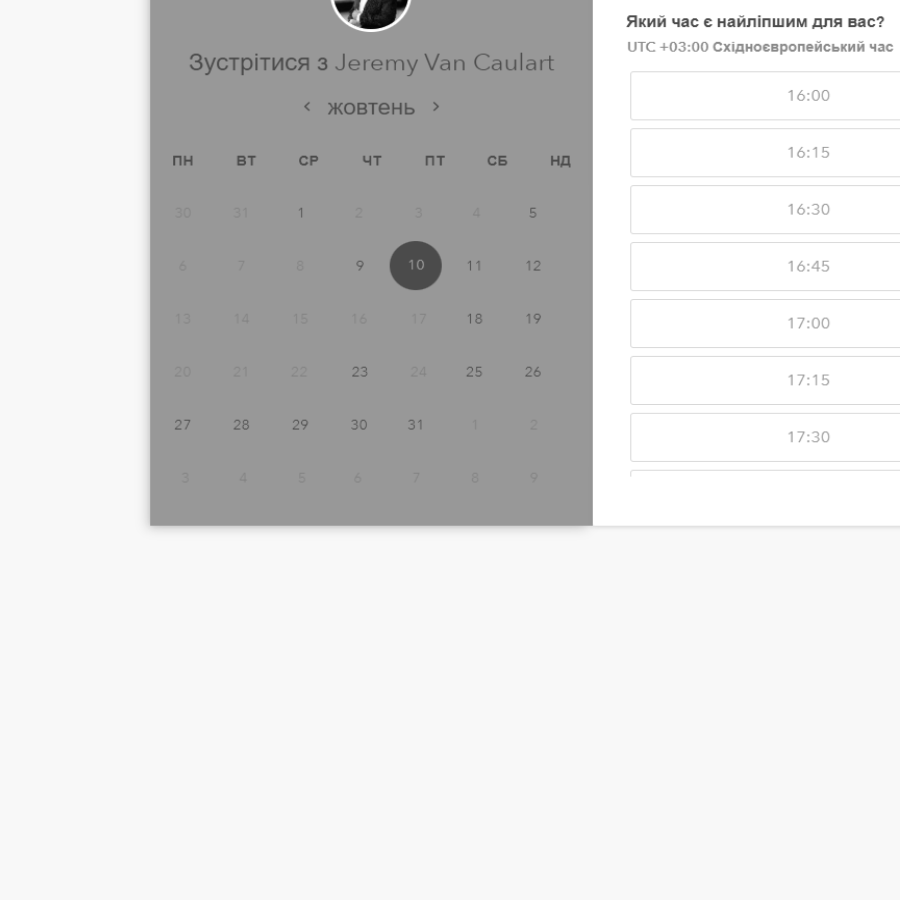 Зустрітися з Jeremy Van Caulart
жовтень
ПН ВТ СР ЧТ ПТ СБ НД
30 31 1 2 3 4 5
6 7 8 9 10 11 12
13 14 15 16 17 18 19
20 21 22 23 24 25 26
27 28 29 30 31 1 2
3 4 5 6 7 8 9
Який час є найліпшим для вас?
UTC +03:00 Східноєвропейський час
16:00
16:15
16:30
16:45
17:00
17:15
17:30